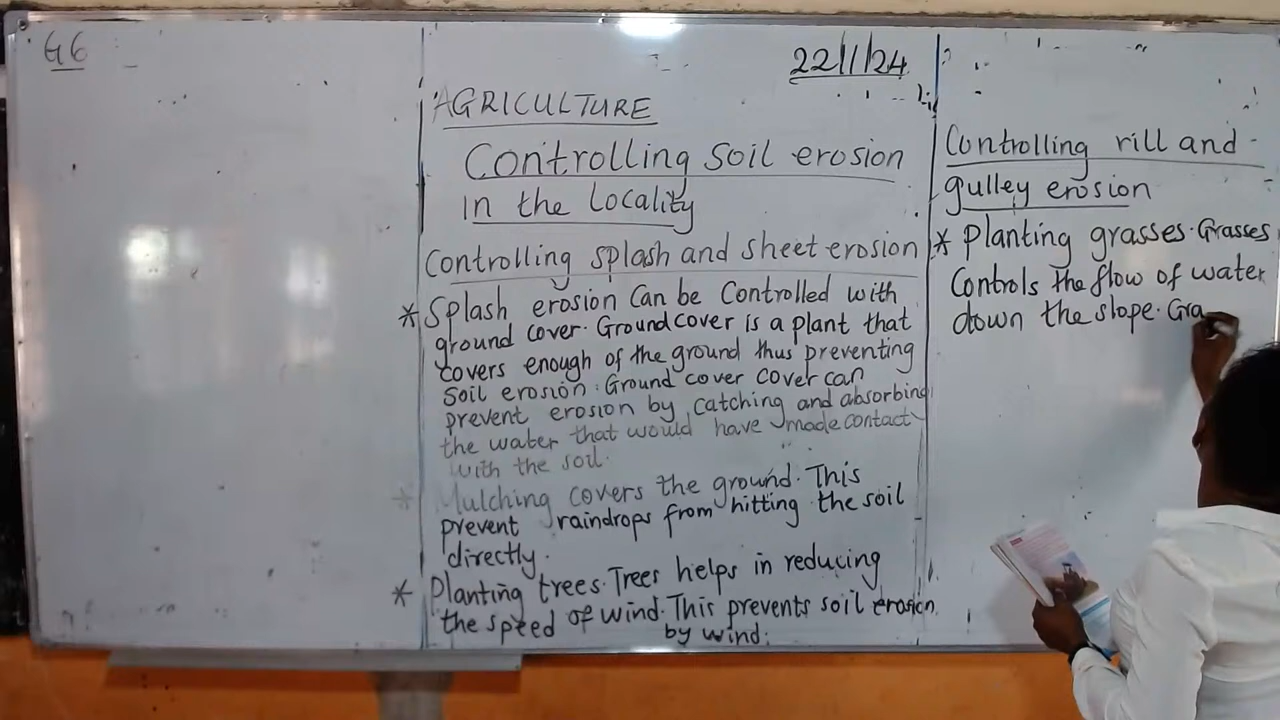 G6
22/1/24
AGRICULTURE
Controlling soil erosion
in the locality
Controlling splash and sheet erosion
* Splash erosion can be controlled with
ground cover. Ground cover is a plant that
covers enough of the ground thus preventing
soil erosion. Ground cover cover can
prevent erosion by catching and absorbing
the water that would have made contact
with the soil.
* Mulching covers the ground. This
prevent raindrops from hitting the soil
directly.
* Planting trees. Trees helps in reducing
the speed of wind. This prevents soil erosion
by wind.
Controlling rill and
gulley erosion
* Planting grasses. Grasses
controls the flow of water
down the slope. Gra